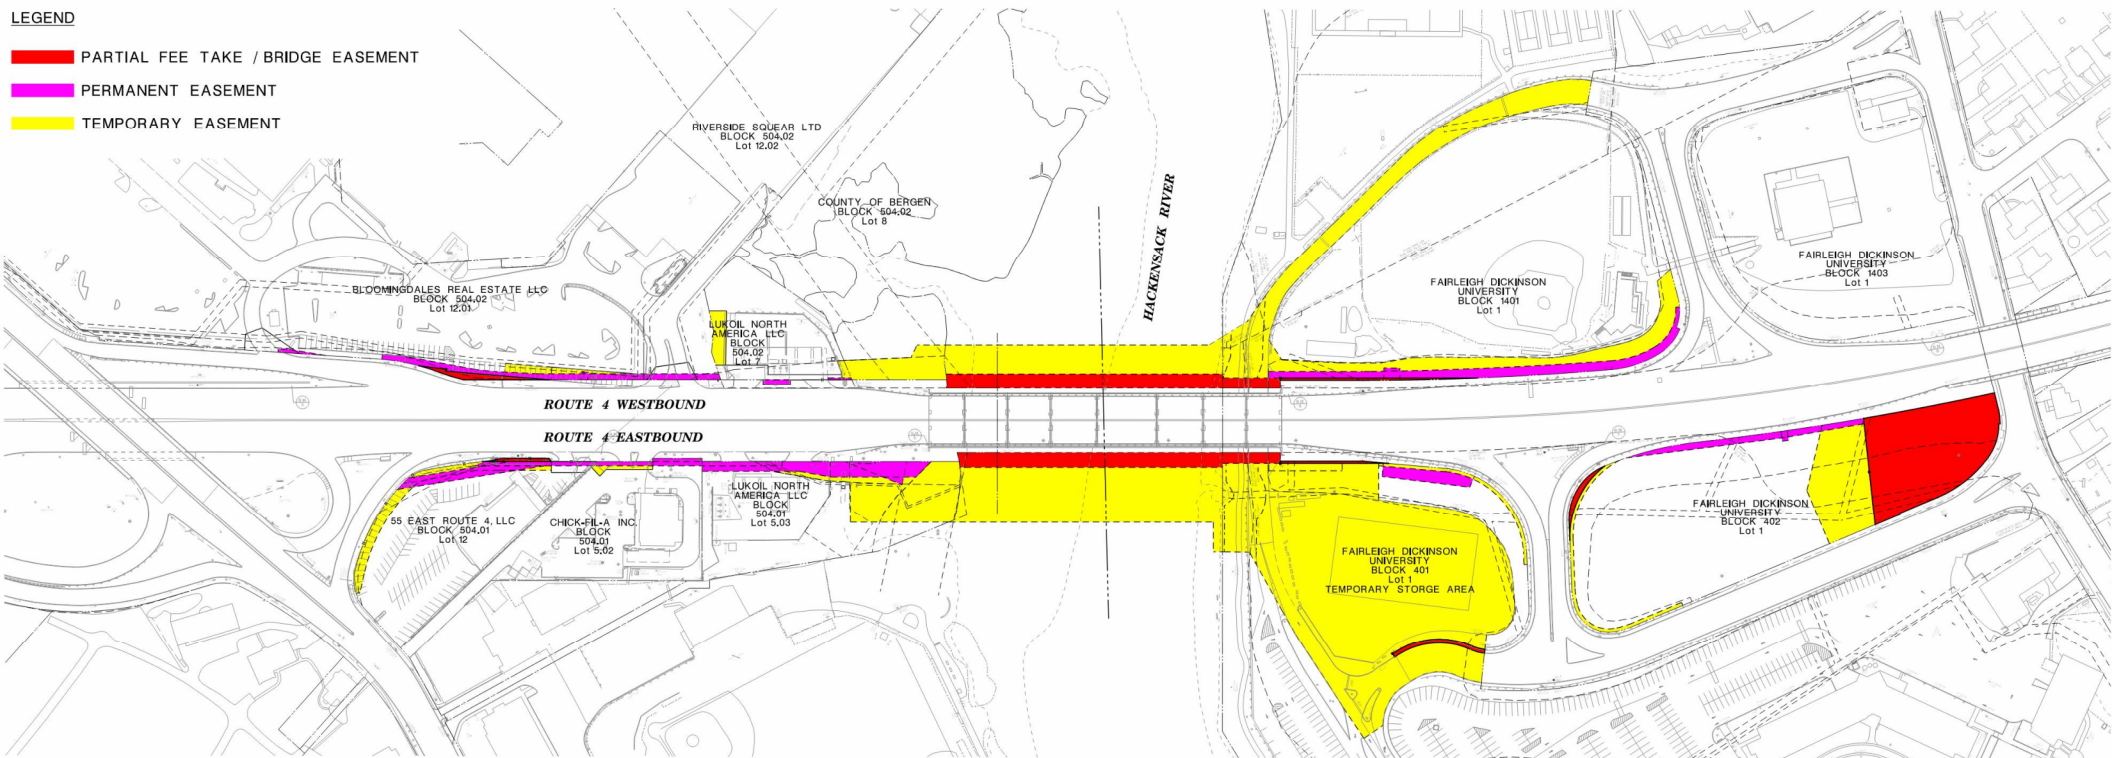 LEGEND
PARTIAL FEE TAKE / BRIDGE EASEMENT
PERMANENT EASEMENT
TEMPORARY EASEMENT
RIVERSIDE SQUEAR LTD
BLOCK 504.02
Lot 12.02
COUNTY OF BERGEN
BLOCK 504.02
Lot 8
HACKENSACK RIVER
BLOOMINGDALES REAL ESTATE LLC
BLOCK 504.02
Lot 12.01
LUKOIL NORTH
AMERICA LLC
BLOCK
504.02
Lot 7
FAIRLEIGH DICKINSON
UNIVERSITY
BLOCK 1401
Lot 1
FAIRLEIGH DICKINSON
UNIVERSITY
BLOCK 1403
Lot 1
ROUTE 4 WESTBOUND
ROUTE 4 EASTBOUND
55 EAST ROUTE 4, LLC
BLOCK 504.01
Lot 12
CHICK-FIL-A INC.
BLOCK
504.01
Lot 5.02
LUKOIL NORTH
AMERICA LLC
BLOCK
504.01
Lot 5.03
FAIRLEIGH DICKINSON
UNIVERSITY
BLOCK 401
Lot 1
TEMPORARY STORGE AREA
FAIRLEIGH DICKINSON
UNIVERSITY
BLOCK 402
Lot 1